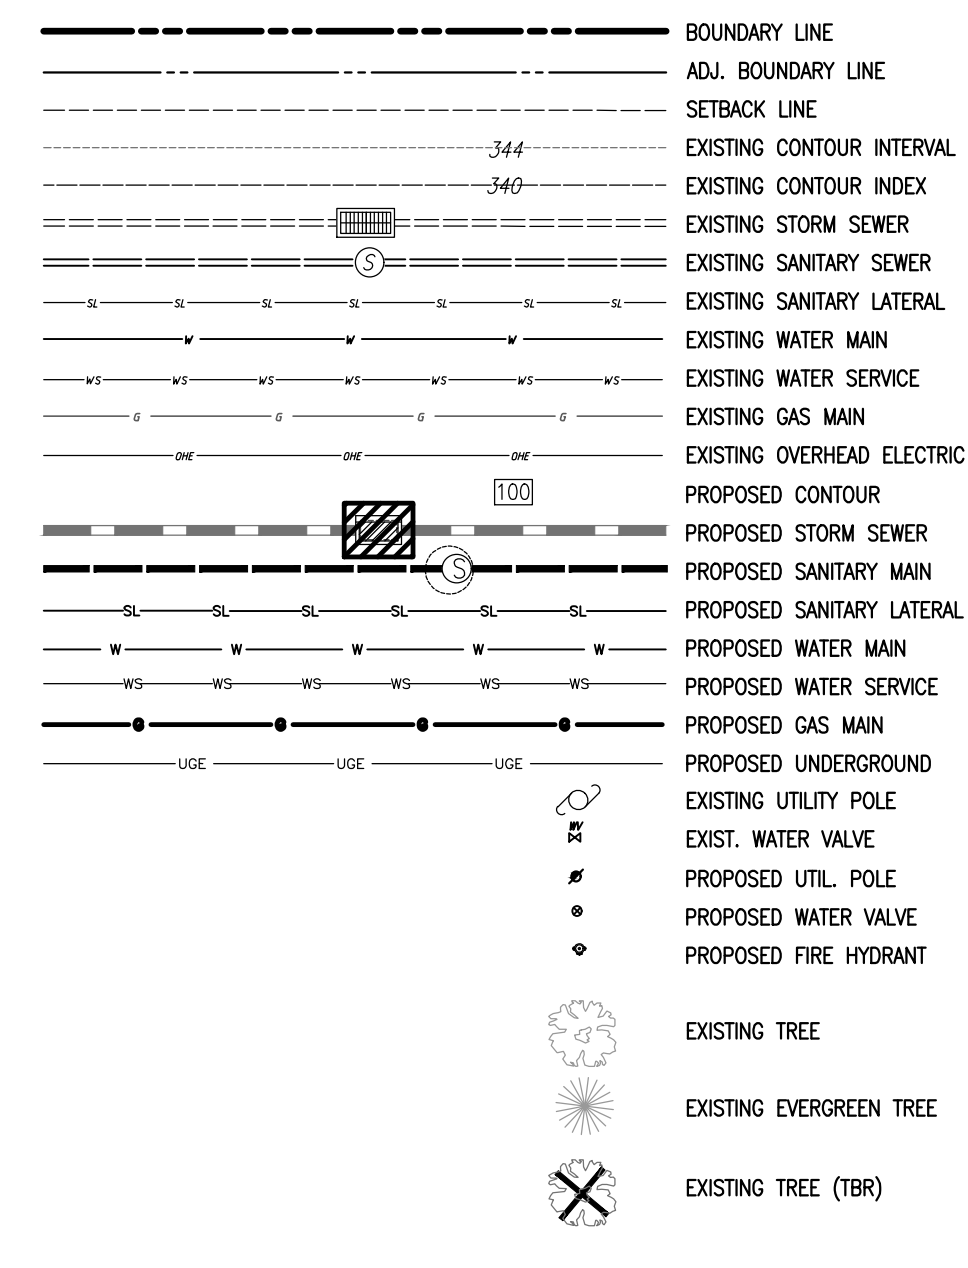 BOUNDARY LINE
ADJ. BOUNDARY LINE
SETBACK LINE
344 EXISTING CONTOUR INTERVAL
340 EXISTING CONTOUR INDEX
EXISTING STORM SEWER
S EXISTING SANITARY SEWER
SL SL SL SL SL SL SL EXISTING SANITARY LATERAL
W W W EXISTING WATER MAIN
WS WS WS WS WS WS WS EXISTING WATER SERVICE
G G G G EXISTING GAS MAIN
OHE OHE OHE EXISTING OVERHEAD ELECTRIC
100 PROPOSED CONTOUR
PROPOSED STORM SEWER
S PROPOSED SANITARY MAIN
SL SL SL SL SL SL PROPOSED SANITARY LATERAL
W W W W W PROPOSED WATER MAIN
WS WS WS WS WS WS PROPOSED WATER SERVICE
G G G G PROPOSED GAS MAIN
UGE UGE UGE PROPOSED UNDERGROUND
EXISTING UTILITY POLE
WV EXIST. WATER VALVE
PROPOSED UTIL. POLE
PROPOSED WATER VALVE
PROPOSED FIRE HYDRANT
EXISTING TREE
EXISTING EVERGREEN TREE
EXISTING TREE (TBR)